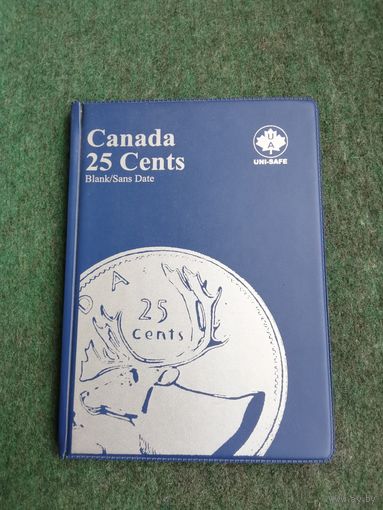 Canada
25 Cents
Blank/Sans Date
U
A
UNI-SAFE
D A
25
cents